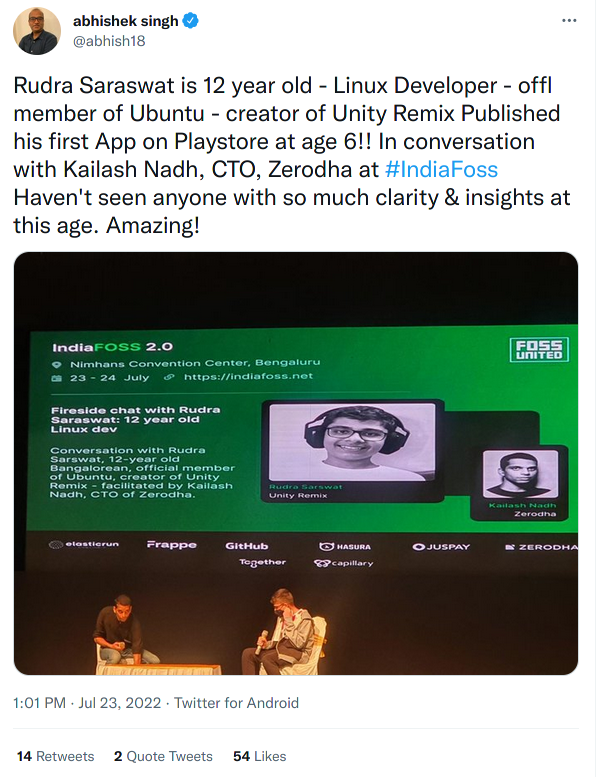 abhishek singh
@abhish18
Rudra Saraswat is 12 year old - Linux Developer - offl
member of Ubuntu - creator of Unity Remix Published
his first App on Playstore at age 6!! In conversation
with Kailash Nadh, CTO, Zerodha at #IndiaFoss
Haven't seen anyone with so much clarity & insights at
this age. Amazing!
IndiaFOSS 2.0
FOSS
UNITED
Nimhans Convention Center, Bengaluru
23 - 24 July https://indiafoss.net
Fireside chat with Rudra
Saraswat: 12 year old
Linux dev
Conversation with Rudra
Sarswat, 12-year old
Bangalorean, official member
of Ubuntu, creator of Unity
Remix - facilitated by Kailash
Nadh, CTO of Zerodha.
Rudra Sarswat
Unity Remix
Kailash Nadh
Zerodha
elasticrun Frappe GitHub HASURA JUSPAY ZERODHA
Together capillary
1:01 PM · Jul 23, 2022 · Twitter for Android
14 Retweets 2 Quote Tweets 54 Likes